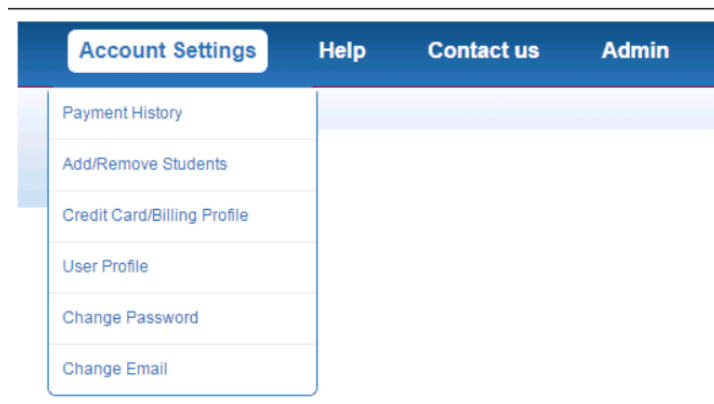 Account Settings Help Contact us Admin
Payment History
Add/Remove Students
Credit Card/Billing Profile
User Profile
Change Password
Change Email